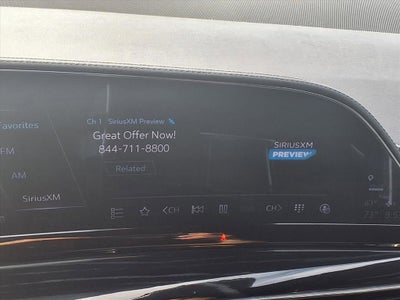 Ch 1 SiriusXM Preview
Favorites
Great Offer Now!
FM
844-711-8800
SIRIUSXM
PREVIEW
AM
Related
SiriusXM
<CH
CH>
73°